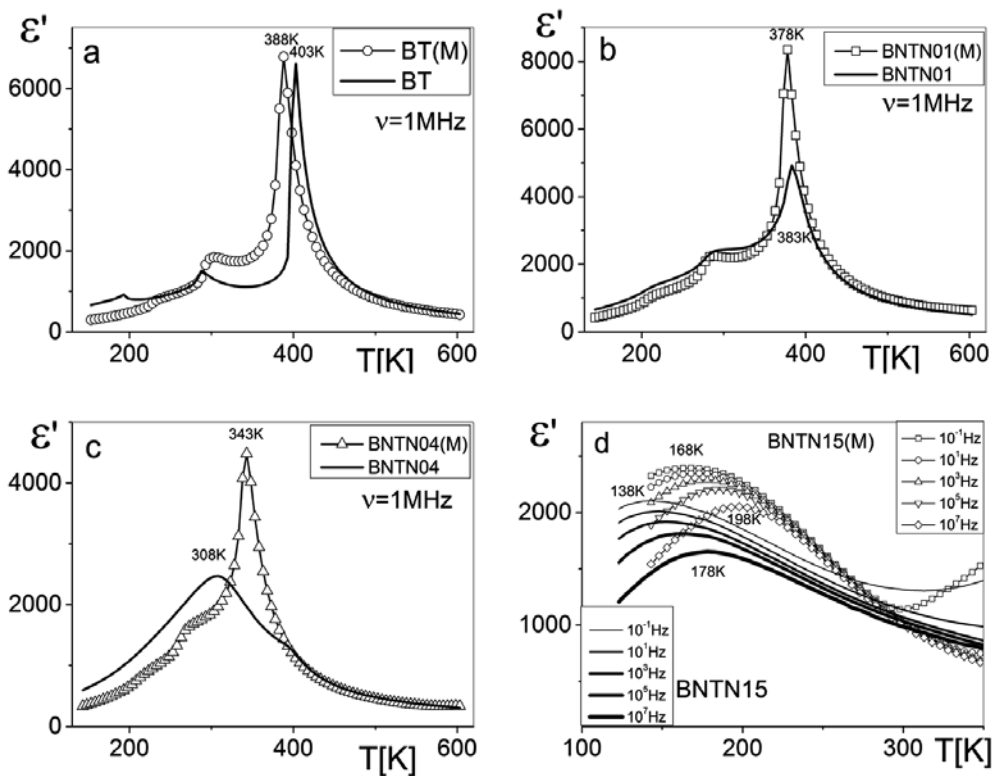 ε'
a
388K
403K
BT(M)
BT
ν=1MHz
6000
4000
2000
0
200
400
600
T[K]
ε'
b
378K
BNTN01(M)
BNTN01
ν=1MHz
383K
8000
6000
4000
2000
0
200
400
600
T[K]
ε'
c
343K
BNTN04(M)
BNTN04
ν=1MHz
308K
4000
2000
0
200
400
600
T[K]
ε'
d
BNTN15(M)
168K
138K
198K
178K
10⁻¹Hz
10¹Hz
10³Hz
10⁵Hz
10⁷Hz
2000
1000
10⁻¹Hz
10¹Hz
10³Hz
10⁵Hz
10⁷Hz
BNTN15
100
200
300
T[K]